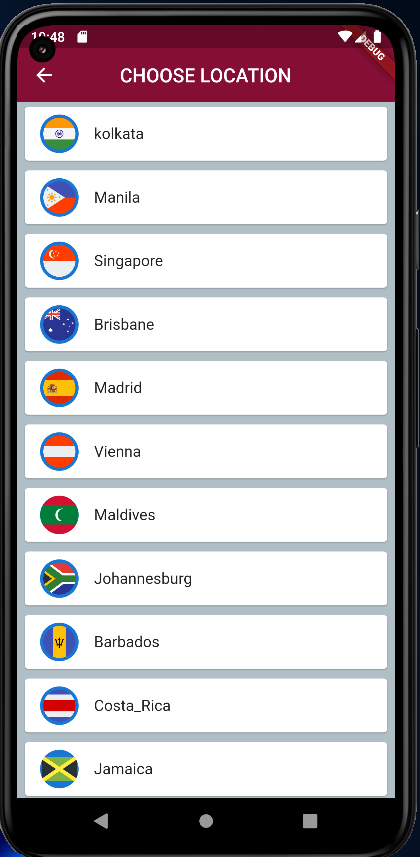 10:48
DEBUG
CHOOSE LOCATION
kolkata
Manila
Singapore
Brisbane
Madrid
Vienna
Maldives
Johannesburg
Barbados
Costa_Rica
Jamaica